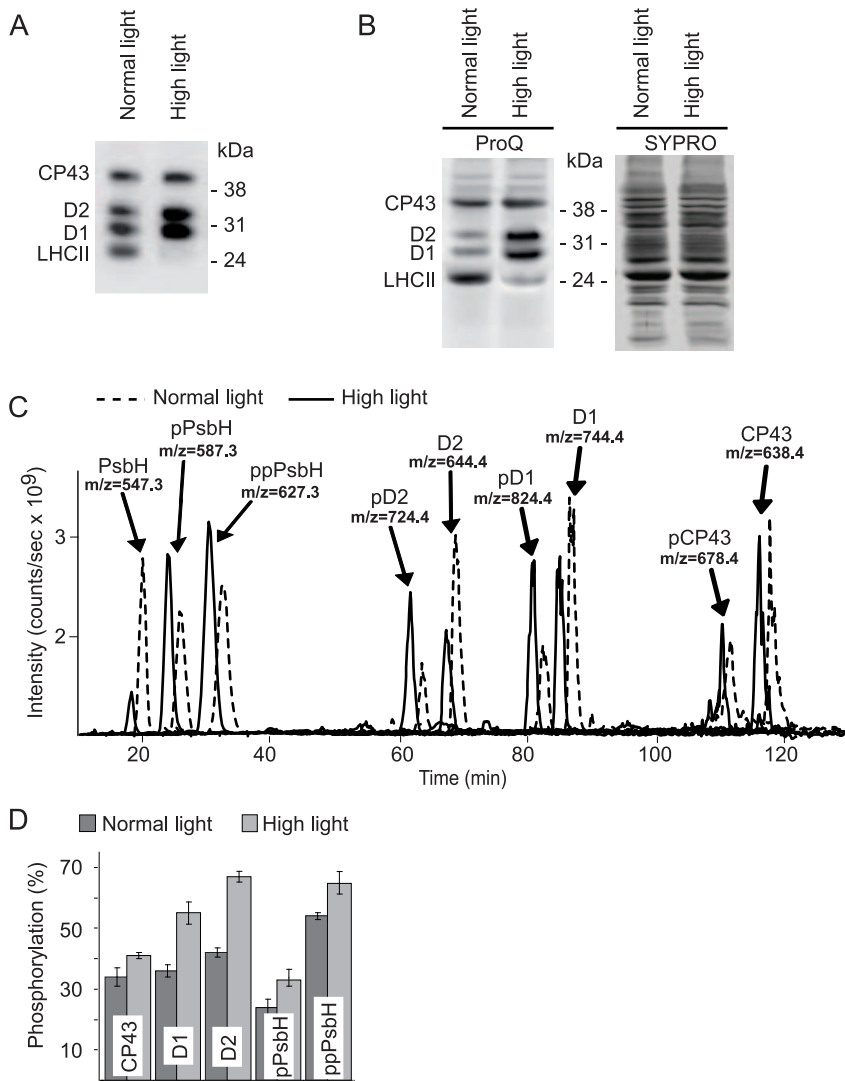 A
Normal light
High light
kDa
CP43
D2
D1
LHCII
- 38
- 31
- 24
B
Normal light
High light
ProQ
kDa
Normal light
High light
SYPRO
CP43
D2
D1
LHCII
- 38 -
- 31 -
- 24 -
C
Normal light
High light
PsbH
m/z=547.3
pPsbH
m/z=587.3
ppPsbH
m/z=627.3
pD2
m/z=724.4
D2
m/z=644.4
pD1
m/z=824.4
D1
m/z=744.4
pCP43
m/z=678.4
CP43
m/z=638.4
Intensity (counts/sec x 10⁹)
3
2
20
40
60
80
100
120
Time (min)
D
Normal light
High light
Phosphorylation (%)
70
50
30
10
CP43
D1
D2
pPsbH
ppPsbH